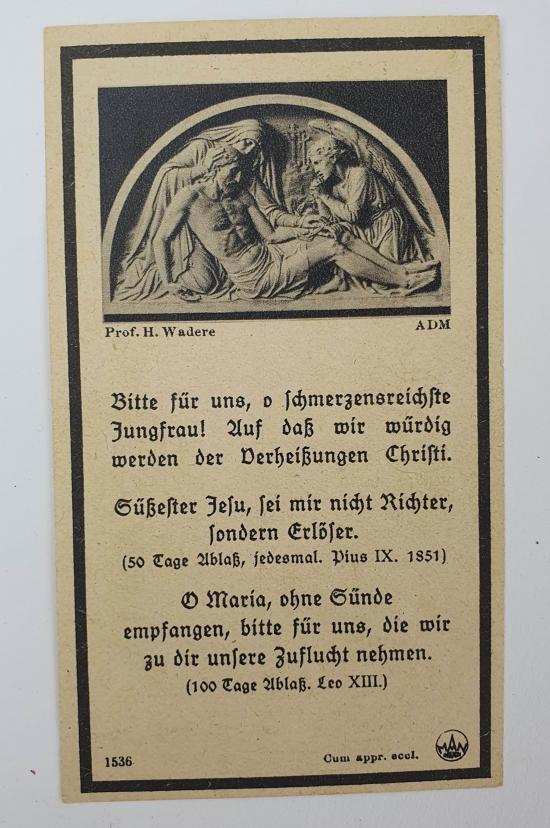 Prof. H. Wadere
ADM
Bitte für uns, o schmerzensreichste
Jungfrau! Auf daß wir würdig
werden der Verheißungen Christi.
Süßester Jesu, sei mir nicht Richter,
sondern Erlöser.
(50 Tage Ablaß, jedesmal. Pius IX. 1851)
O Maria, ohne Sünde
empfangen, bitte für uns, die wir
zu dir unsere Zuflucht nehmen.
(100 Tage Ablaß. Leo XIII.)
1536
Cum appr. eccl.